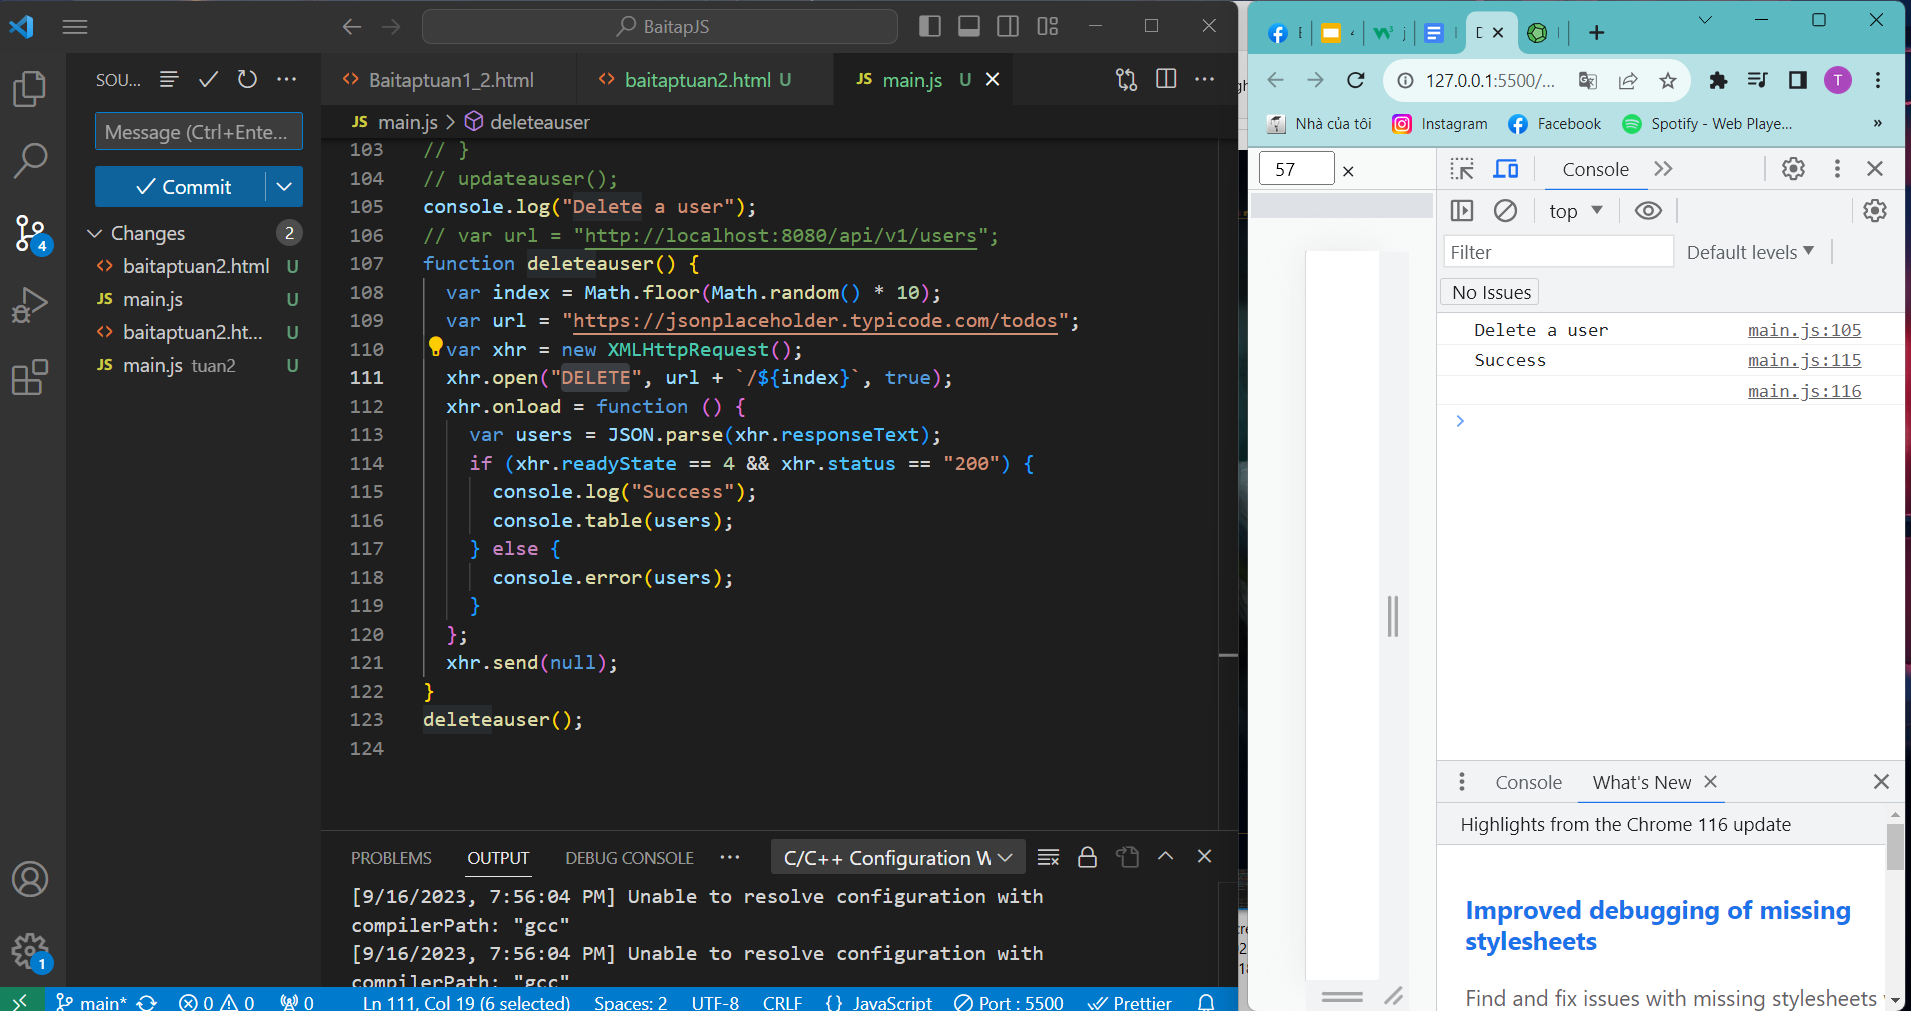 BaitapJS
SOU...
Message (Ctrl+Ente...
Commit
Changes 2
baitaptuan2.html U
main.js U
baitaptuan2.ht... U
JS main.js tuan2 U
4
1
Baitaptuan1_2.html
baitaptuan2.html U
JS main.js U
JS main.js > deleteauser
103 // }
104 // updateauser();
105 console.log("Delete a user");
106 // var url = "http://localhost:8080/api/v1/users";
107 function deleteauser() {
108 var index = Math.floor(Math.random() * 10);
109 var url = "https://jsonplaceholder.typicode.com/todos";
110 var xhr = new XMLHttpRequest();
111 xhr.open("DELETE", url + `/${index}`, true);
112 xhr.onload = function () {
113 var users = JSON.parse(xhr.responseText);
114 if (xhr.readyState == 4 && xhr.status == "200") {
115 console.log("Success");
116 console.table(users);
117 } else {
118 console.error(users);
119 }
120 };
121 xhr.send(null);
122 }
123 deleteauser();
124
PROBLEMS OUTPUT DEBUG CONSOLE ... C/C++ Configuration W
[9/16/2023, 7:56:04 PM] Unable to resolve configuration with
compilerPath: "gcc"
[9/16/2023, 7:56:04 PM] Unable to resolve configuration with
compilerPath: "gcc"
main* 0 0 0 Ln 111, Col 19 (6 selected) Spaces: 2 UTF-8 CRLF {} JavaScript Port : 5500 Prettier
127.0.0.1:5500/...
T
Nhà của tôi Instagram Facebook Spotify - Web Playe... »
57 ×
Console
top
Filter Default levels
No Issues
Delete a user main.js:105
Success main.js:115
main.js:116
Console What's New
Highlights from the Chrome 116 update
Improved debugging of missing
stylesheets
Find and fix issues with missing stylesheets